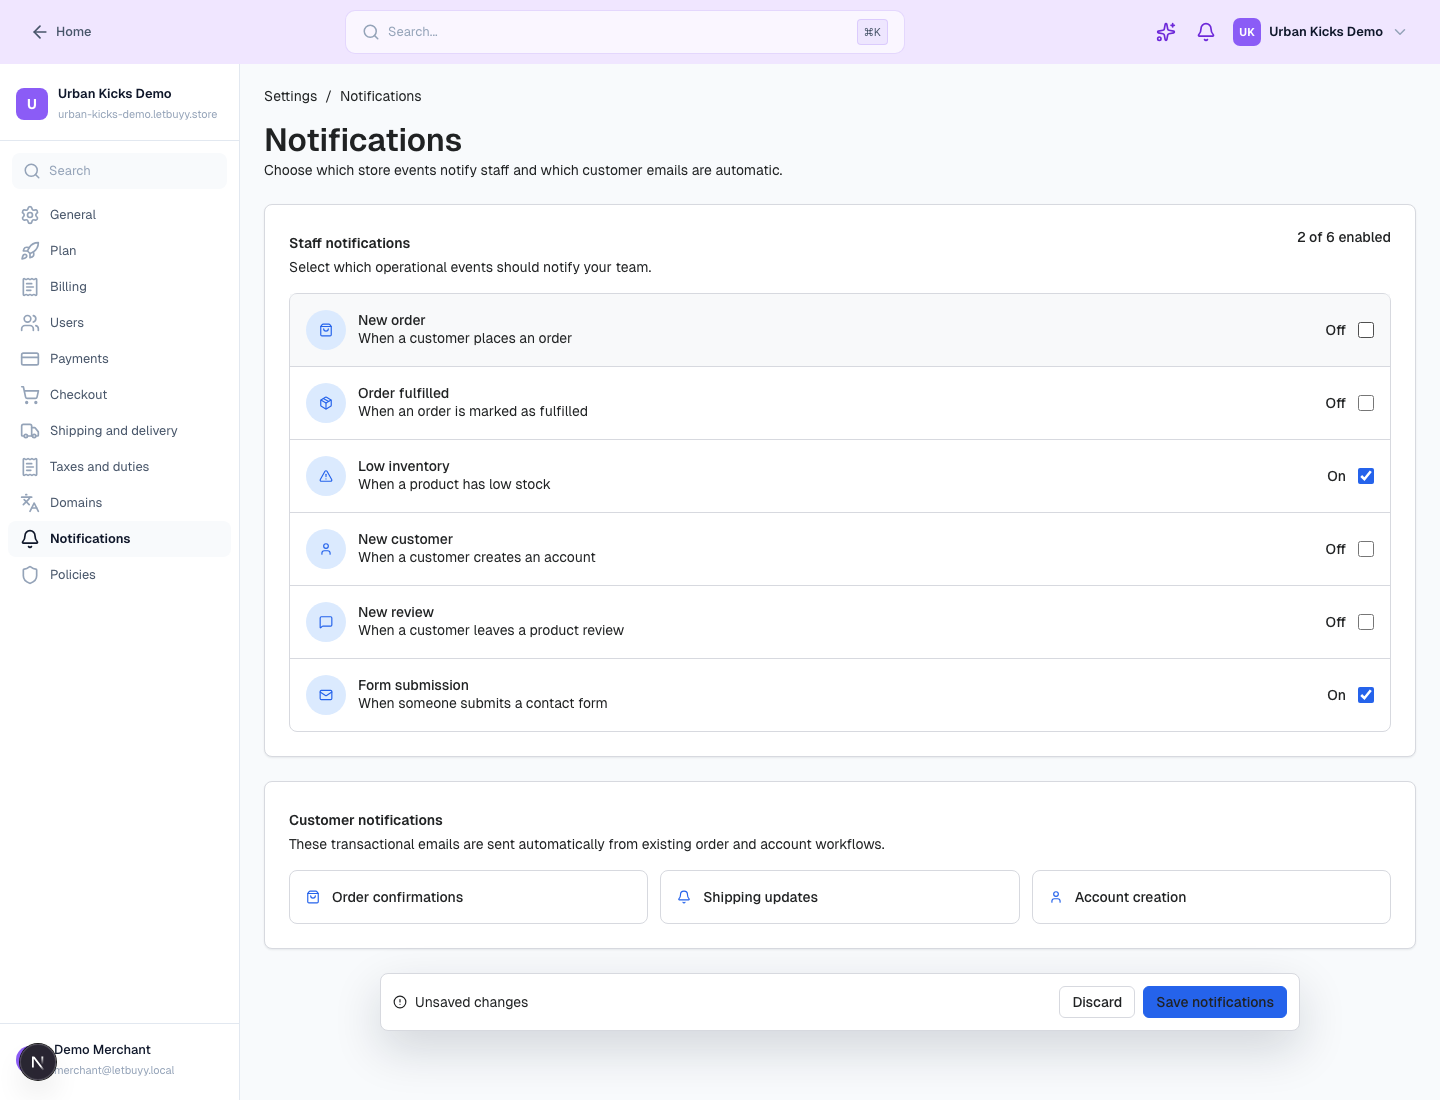 Home
Search...
⌘K
UK
Urban Kicks Demo
U
Urban Kicks Demo
urban-kicks-demo.letbuyy.store
Search
General
Plan
Billing
Users
Payments
Checkout
Shipping and delivery
Taxes and duties
Domains
Notifications
Policies
N
Demo Merchant
merchant@letbuyy.local
Settings / Notifications
Notifications
Choose which store events notify staff and which customer emails are automatic.
Staff notifications
2 of 6 enabled
Select which operational events should notify your team.
New order
When a customer places an order
Off
Order fulfilled
When an order is marked as fulfilled
Off
Low inventory
When a product has low stock
On
New customer
When a customer creates an account
Off
New review
When a customer leaves a product review
Off
Form submission
When someone submits a contact form
On
Customer notifications
These transactional emails are sent automatically from existing order and account workflows.
Order confirmations
Shipping updates
Account creation
Unsaved changes
Discard
Save notifications